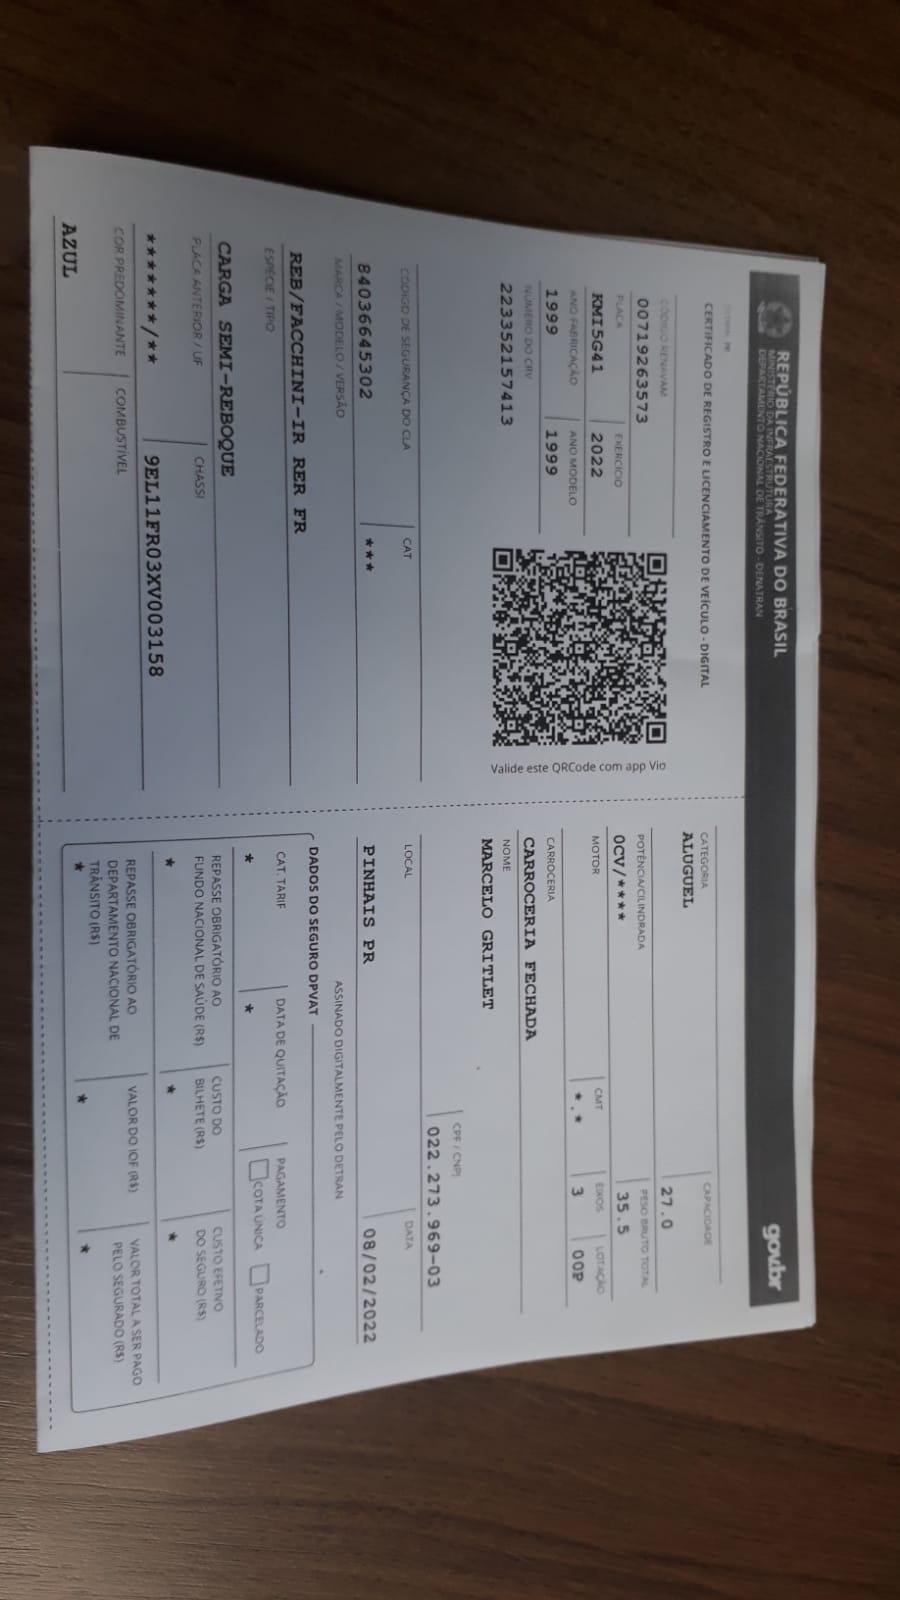 REPÚBLICA FEDERATIVA DO BRASIL
MINISTÉRIO DA INFRAESTRUTURA
DEPARTAMENTO NACIONAL DE TRÂNSITO - DENATRAN
gov.br
PR
CERTIFICADO DE REGISTRO E LICENCIAMENTO DE VEÍCULO - DIGITAL
CÓDIGO RENAVAM
00719263573
PLACA EXERCÍCIO
KMI5G41 2022
ANO FABRICAÇÃO ANO MODELO
1999 1999
NÚMERO DO CRV
223352157413
Valide este QRCode com app Vio
CÓDIGO DE SEGURANÇA DO CLA CAT
84036645302 ***
MARCA / MODELO / VERSÃO
REB/FACCHINI-IR RER FR
ESPÉCIE / TIPO
CARGA SEMI-REBOQUE
PLACA ANTERIOR / UF CHASSI
*******/** 9EL11FR03XV003158
COR PREDOMINANTE COMBUSTÍVEL
AZUL
CATEGORIA CAPACIDADE
ALUGUEL 27.0
POTÊNCIA/CILINDRADA PESO BRUTO TOTAL
0CV/**** 35.5
MOTOR CMT EIXOS LOTAÇÃO
*.* 3 00P
CARROCERIA
CARROCERIA FECHADA
NOME
MARCELO GRITLET
CPF / CNPJ
022.273.969-03
LOCAL DATA
PINHAIS PR 08/02/2022
ASSINADO DIGITALMENTE PELO DETRAN
DADOS DO SEGURO DPVAT
CAT. TARIF DATA DE QUITAÇÃO PAGAMENTO
* * COTA ÚNICA PARCELADO
REPASSE OBRIGATÓRIO AO CUSTO DO CUSTO EFETIVO
FUNDO NACIONAL DE SAÚDE (R$) BILHETE (R$) DO SEGURO (R$)
* * *
REPASSE OBRIGATÓRIO AO
DEPARTAMENTO NACIONAL DE VALOR DO IOF (R$) VALOR TOTAL A SER PAGO
TRÂNSITO (R$) PELO SEGURADO (R$)
* * *